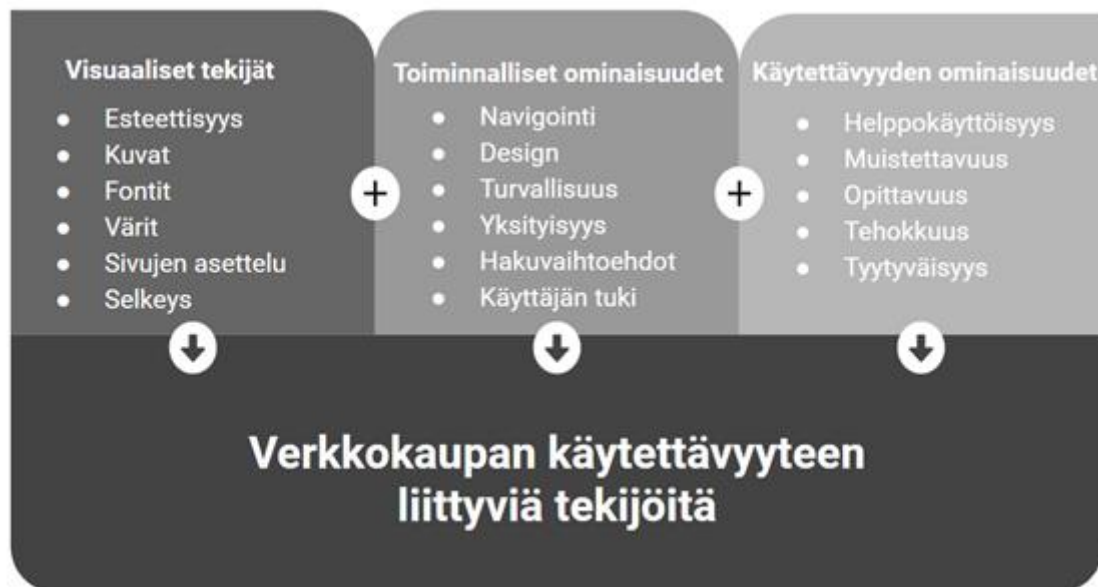 Visuaaliset tekijät
Esteettisyys
Kuvat
Fontit
Värit
Sivujen asettelu
Selkeys
Toiminnalliset ominaisuudet
Navigointi
Design
Turvallisuus
Yksityisyys
Hakuvaihtoehdot
Käyttäjän tuki
Käytettävyyden ominaisuudet
Helppokäyttöisyys
Muistettavuus
Opittavuus
Tehokkuus
Tyytyväisyys
Verkkokaupan käytettävyyteen
liittyviä tekijöitä